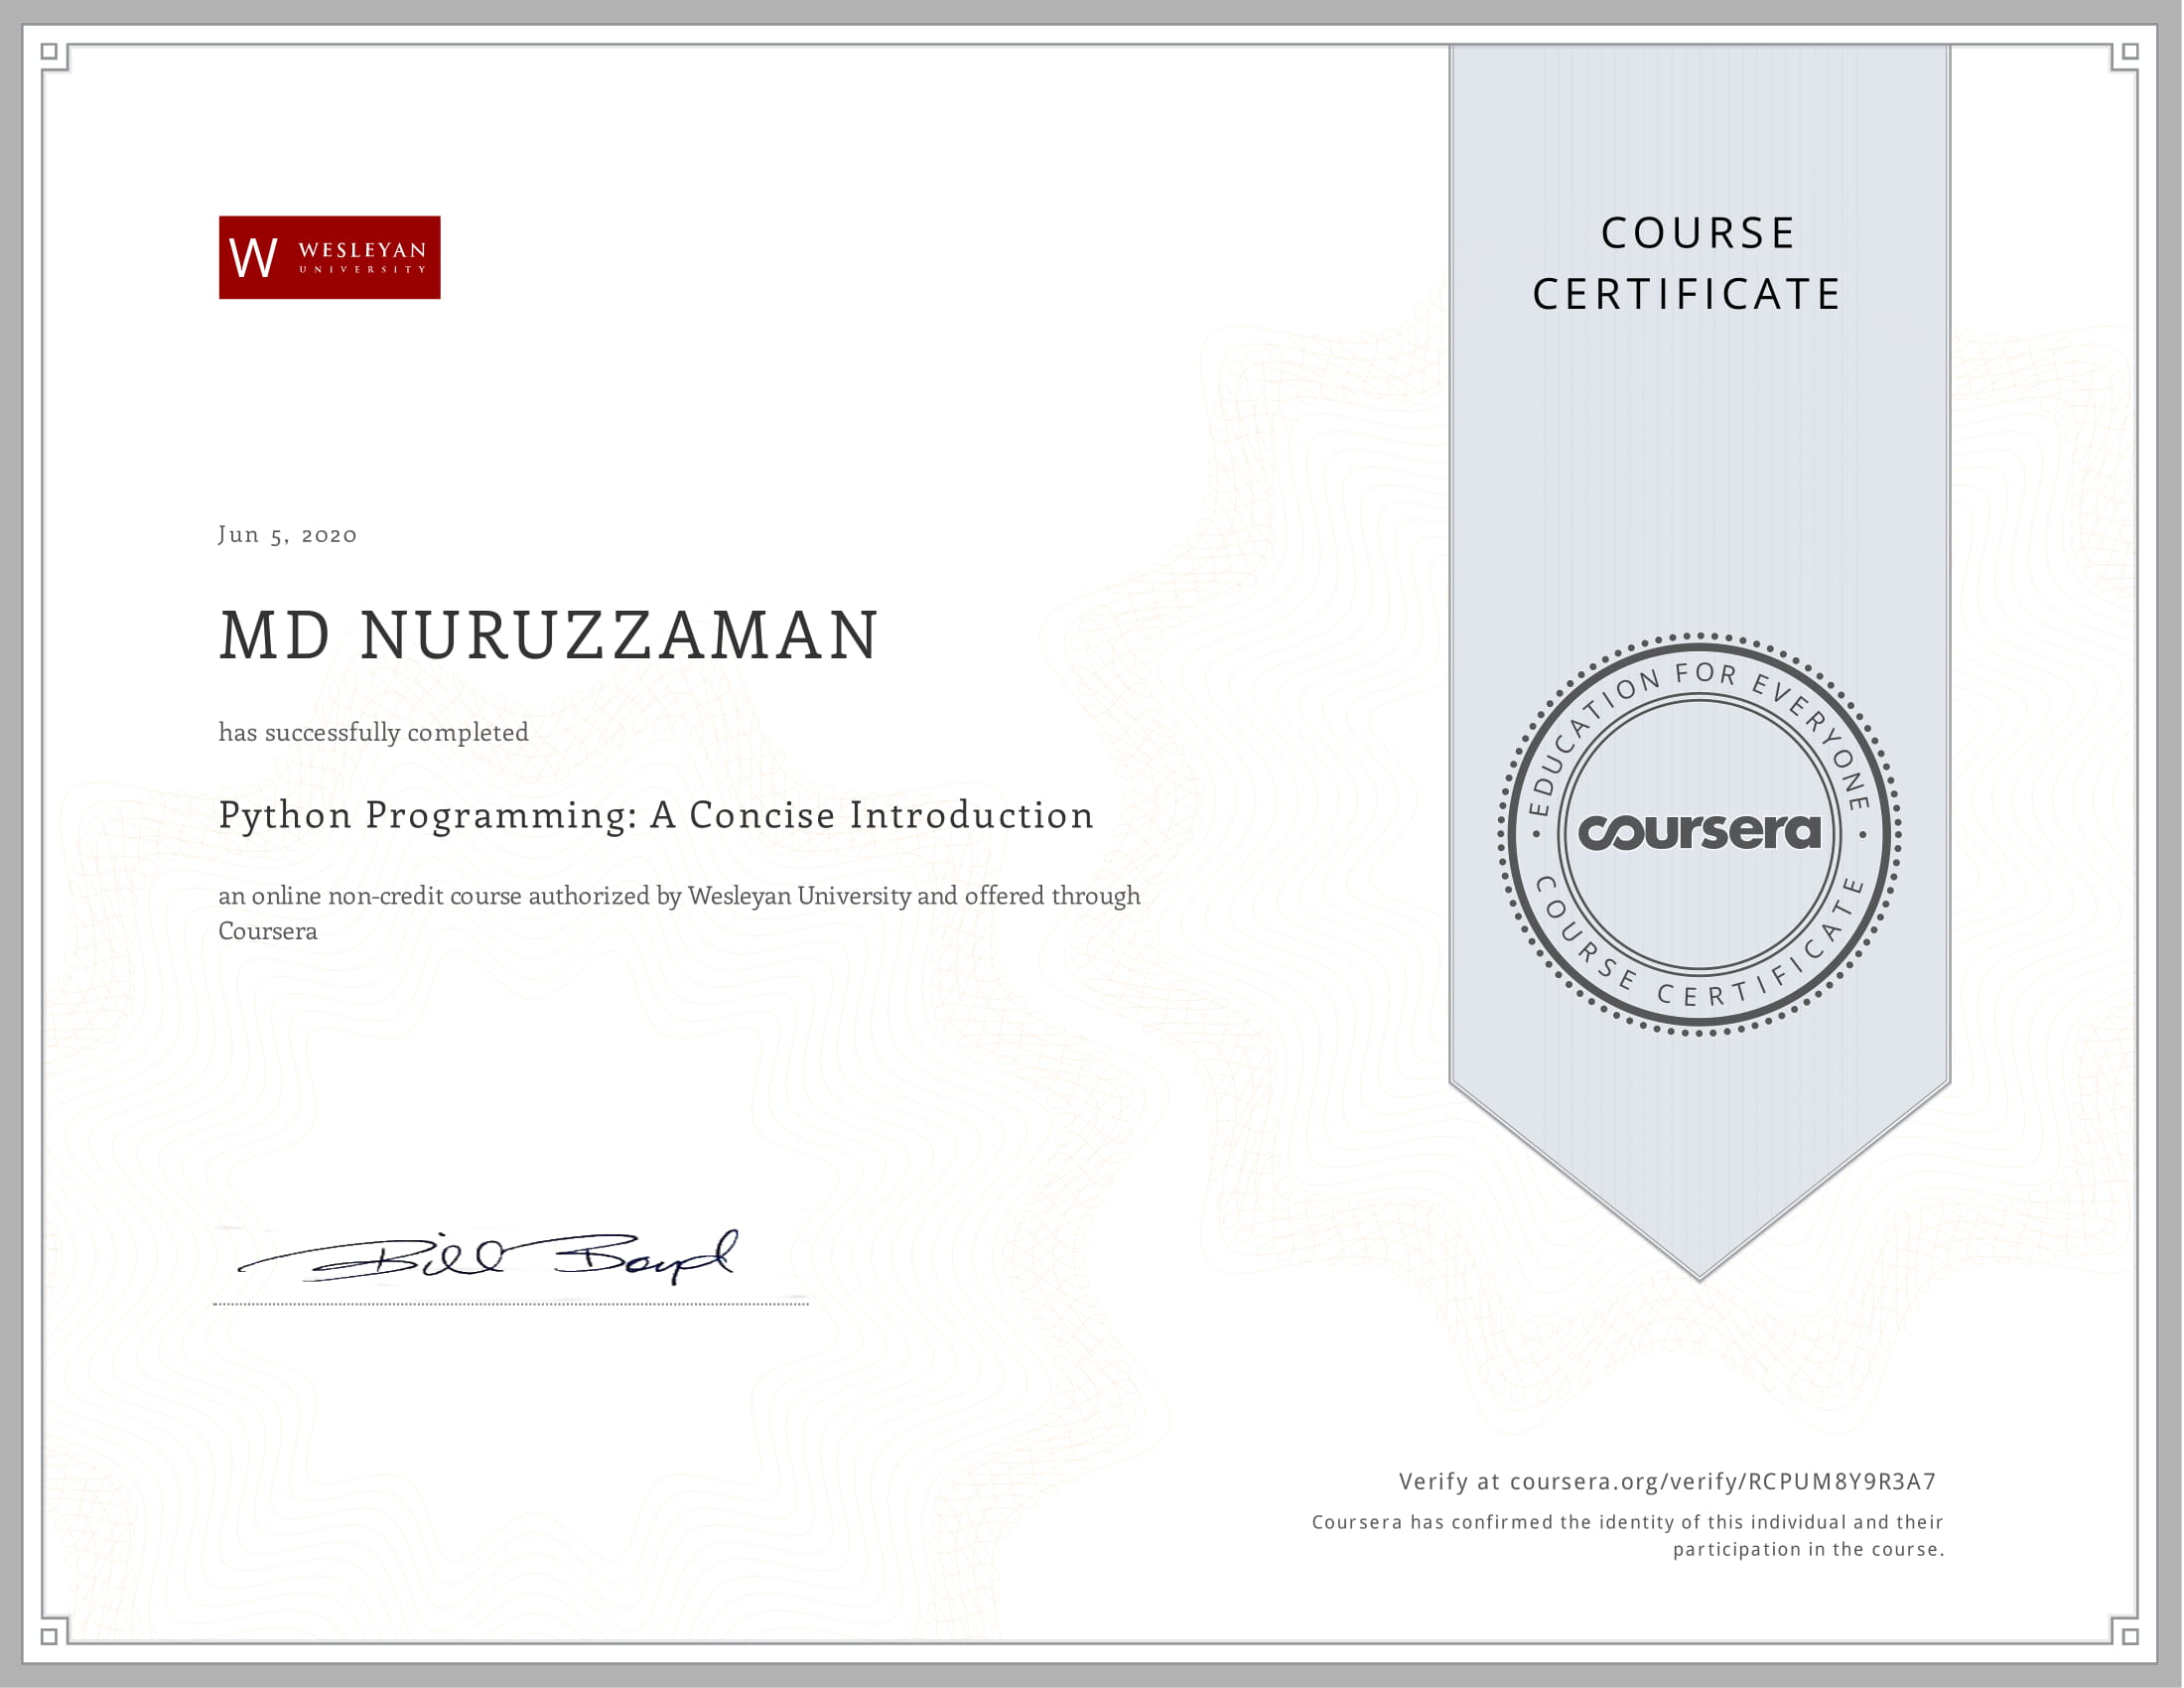 W WESLEYAN
UNIVERSITY
COURSE
CERTIFICATE
Jun 5, 2020
MD NURUZZAMAN
has successfully completed
Python Programming: A Concise Introduction
an online non-credit course authorized by Wesleyan University and offered through
Coursera
EDUCATION FOR EVERYONE
coursera
COURSE CERTIFICATE
Bill Boyd
Verify at coursera.org/verify/RCPUM8Y9R3A7
Coursera has confirmed the identity of this individual and their
participation in the course.